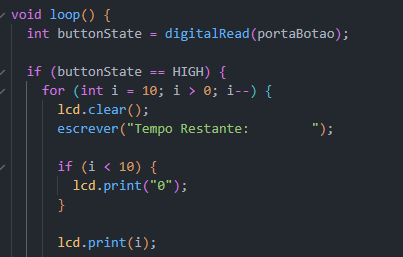 void loop() {
int buttonState = digitalRead(portaBotao);
if (buttonState == HIGH) {
for (int i = 10; i > 0; i--) {
lcd.clear();
escrever("Tempo Restante:        ");
if (i < 10) {
lcd.print("0");
}
lcd.print(i);